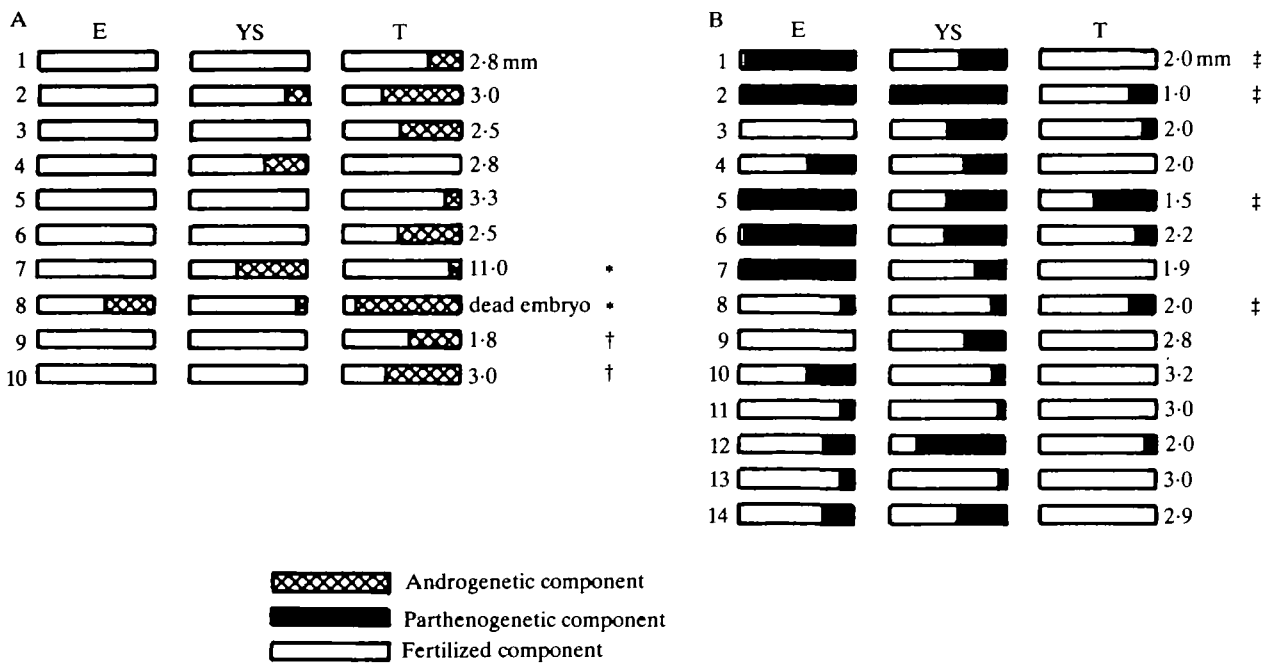 A
E YS T
1 2·8 mm
2 3·0
3 2·5
4 2·8
5 3·3
6 2·5
7 11·0 *
8 dead embryo *
9 1·8 †
10 3·0 †
B
E YS T
1 2·0 mm ‡
2 1·0 ‡
3 2·0
4 2·0
5 1·5 ‡
6 2·2
7 1·9
8 2·0 ‡
9 2·8
10 3·2
11 3·0
12 2·0
13 3·0
14 2·9
Androgenetic component
Parthenogenetic component
Fertilized component